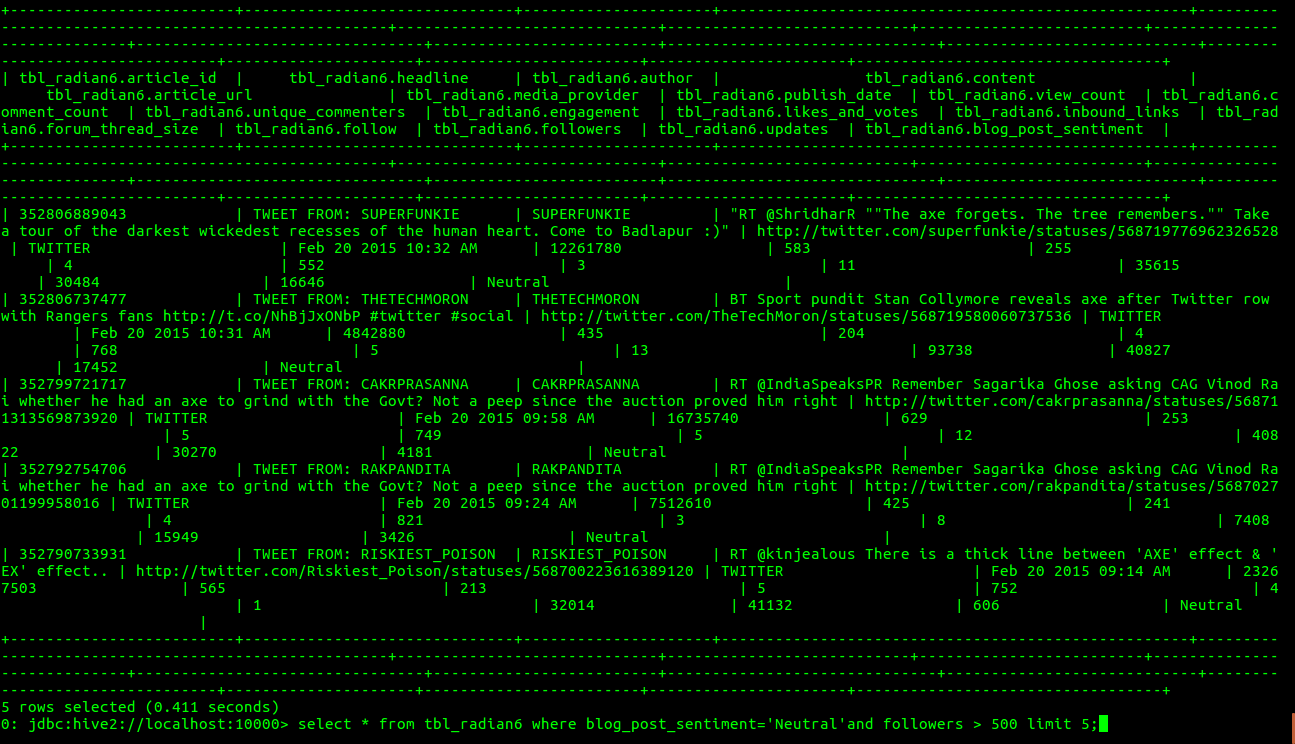 | tbl_radian6.article_id | tbl_radian6.headline | tbl_radian6.author | tbl_radian6.content |
tbl_radian6.article_url | tbl_radian6.media_provider | tbl_radian6.publish_date | tbl_radian6.view_count | tbl_radian6.c
omment_count | tbl_radian6.unique_commenters | tbl_radian6.engagement | tbl_radian6.likes_and_votes | tbl_radian6.inbound_links | tbl_rad
ian6.forum_thread_size | tbl_radian6.follow | tbl_radian6.followers | tbl_radian6.updates | tbl_radian6.blog_post_sentiment |
| 352806889043 | TWEET FROM: SUPERFUNKIE | SUPERFUNKIE | "RT @ShridharR ""The axe forgets. The tree remembers."" Take
a tour of the darkest wickedest recesses of the human heart. Come to Badlapur :)" | http://twitter.com/superfunkie/statuses/568719776962326528
| TWITTER | Feb 20 2015 10:32 AM | 12261780 | 583 | 255
| 4 | 552 | 3 | 11 | 35615
| 30484 | 16646 | Neutral |
| 352806737477 | TWEET FROM: THETECHMORON | THETECHMORON | BT Sport pundit Stan Collymore reveals axe after Twitter row
with Rangers fans http://t.co/NhBjJxONbP #twitter #social | http://twitter.com/TheTechMoron/statuses/568719580060737536 | TWITTER
| Feb 20 2015 10:31 AM | 4842880 | 435 | 204 | 4
| 768 | 5 | 13 | 93738 | 40827
| 17452 | Neutral |
| 352799721717 | TWEET FROM: CAKRPRASANNA | CAKRPRASANNA | RT @IndiaSpeaksPR Remember Sagarika Ghose asking CAG Vinod Ra
i whether he had an axe to grind with the Govt? Not a peep since the auction proved him right | http://twitter.com/cakrprasanna/statuses/56871
1313569873920 | TWITTER | Feb 20 2015 09:58 AM | 16735740 | 629 | 253
| 5 | 749 | 5 | 12 | 408
22 | 30270 | 4181 | Neutral |
| 352792754706 | TWEET FROM: RAKPANDITA | RAKPANDITA | RT @IndiaSpeaksPR Remember Sagarika Ghose asking CAG Vinod Ra
i whether he had an axe to grind with the Govt? Not a peep since the auction proved him right | http://twitter.com/rakpandita/statuses/5687027
01199958016 | TWITTER | Feb 20 2015 09:24 AM | 7512610 | 425 | 241
| 4 | 821 | 3 | 8 | 7408
| 15949 | 3426 | Neutral |
| 352790733931 | TWEET FROM: RISKIEST_POISON | RISKIEST_POISON | RT @kinjealous There is a thick line between 'AXE' effect & '
EX' effect.. | http://twitter.com/Riskiest_Poison/statuses/568700223616389120 | TWITTER | Feb 20 2015 09:14 AM | 2326
7503 | 565 | 213 | 5 | 752 | 4
| 1 | 32014 | 41132 | 606 | Neutral
|
5 rows selected (0.411 seconds)
0: jdbc:hive2://localhost:10000> select * from tbl_radian6 where blog_post_sentiment='Neutral'and followers > 500 limit 5;